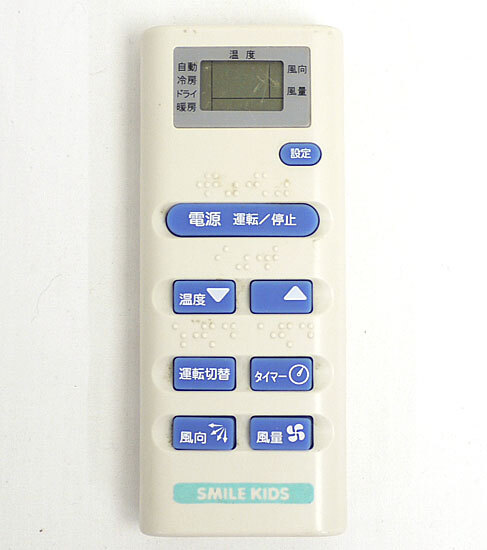 温度
自動
冷房
ドライ
暖房
風向
風量
設定
電源 運転／停止
温度
運転切替
タイマー
風向
風量
SMILE KIDS